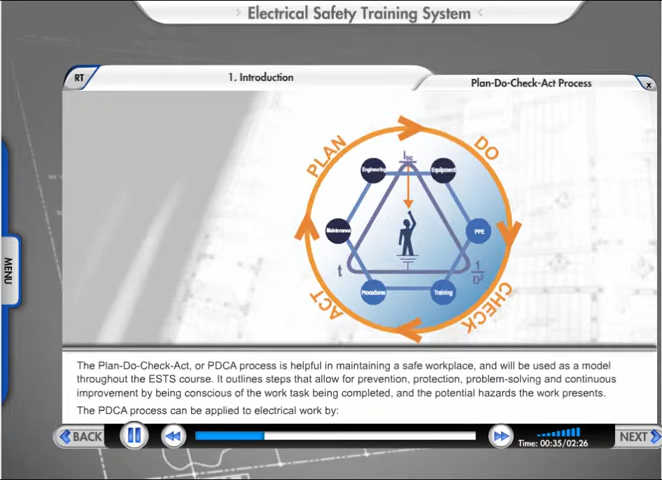 Electrical Safety Training System
RT
1. Introduction
Plan-Do-Check-Act Process
x
PLAN
DO
Isc
Engineering
Equipment
Maintenance
PPE
t
1
D²
Procedures
Training
ACT
CHECK
MENU
The Plan-Do-Check-Act, or PDCA process is helpful in maintaining a safe workplace, and will be used as a model
throughout the ESTS course. It outlines steps that allow for prevention, protection, problem-solving and continuous
improvement by being conscious of the work task being completed, and the potential hazards the work presents.
The PDCA process can be applied to electrical work by:
BACK
Time: 00:35/02:26
NEXT